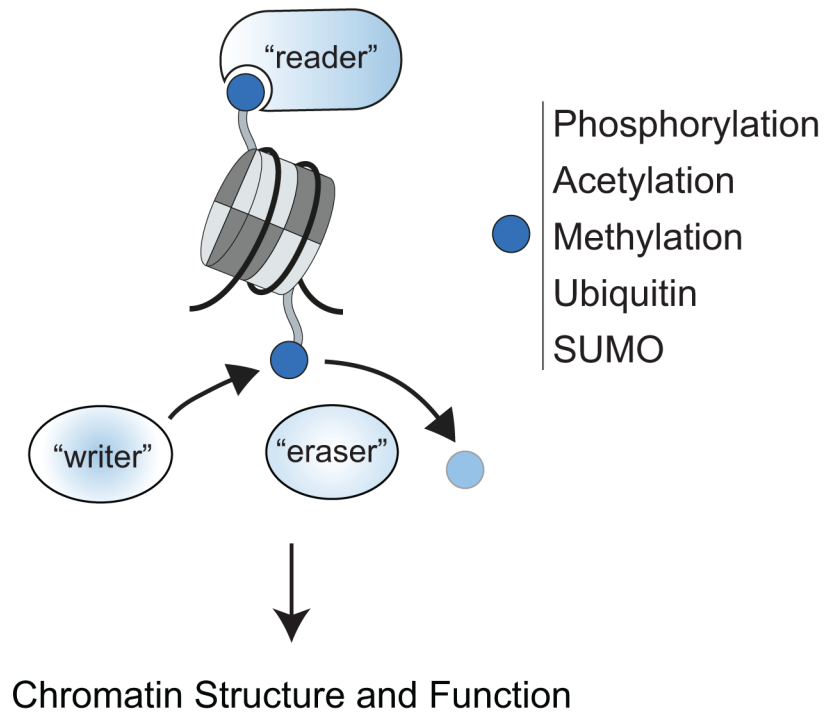 “reader”
Phosphorylation
Acetylation
Methylation
Ubiquitin
SUMO
“writer”
“eraser”
Chromatin Structure and Function